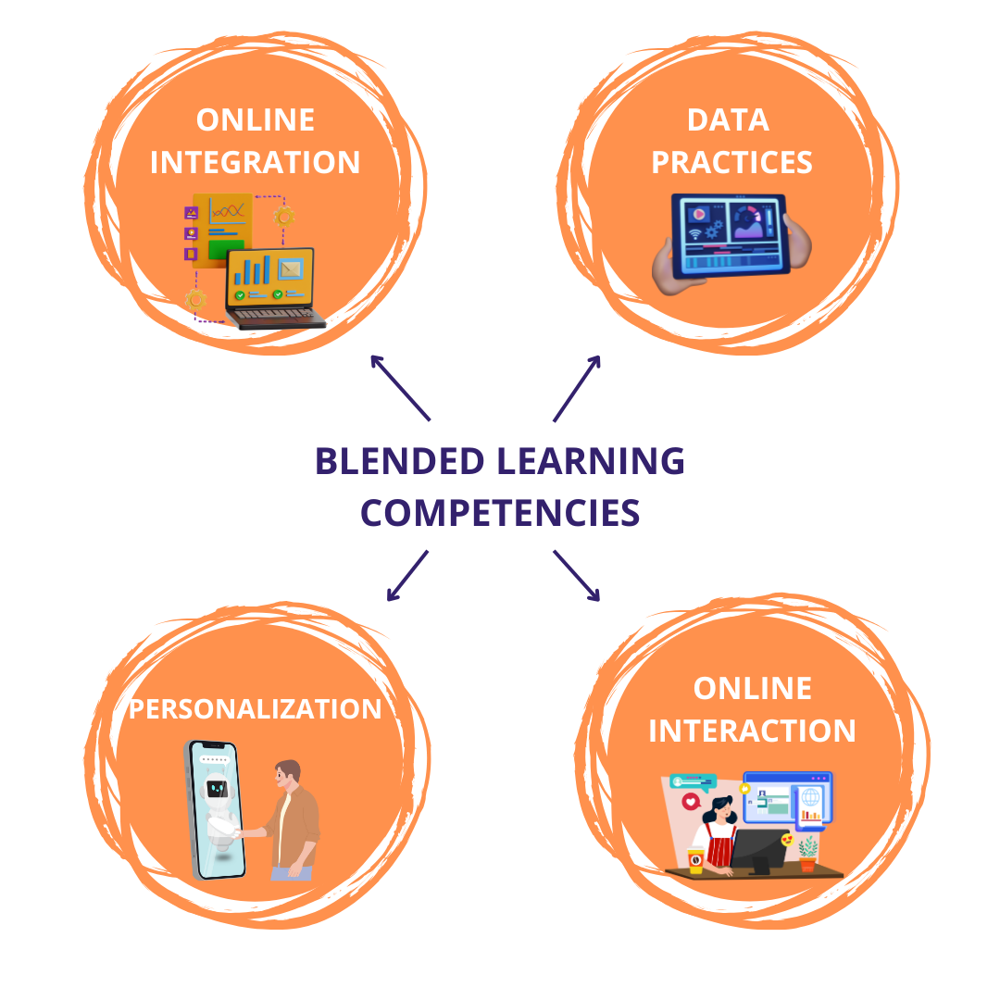 ONLINE
INTEGRATION
DATA
PRACTICES
BLENDED LEARNING
COMPETENCIES
PERSONALIZATION
ONLINE
INTERACTION